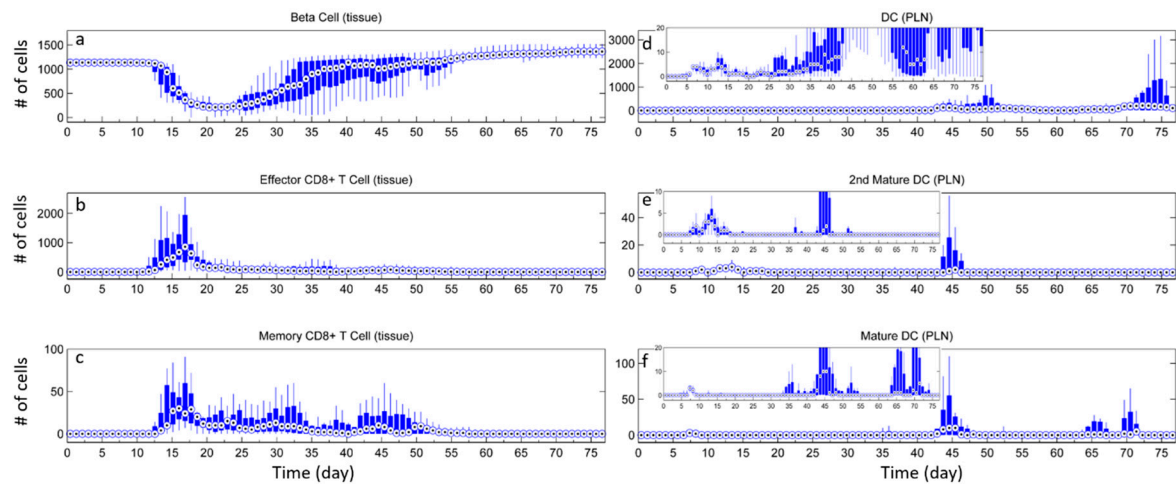 Beta Cell (tissue)
a
# of cells
1500
1000
500
0
0 5 10 15 20 25 30 35 40 45 50 55 60 65 70 75
Effector CD8+ T Cell (tissue)
b
# of cells
2000
1000
0
0 5 10 15 20 25 30 35 40 45 50 55 60 65 70 75
Memory CD8+ T Cell (tissue)
c
# of cells
100
50
0
0 5 10 15 20 25 30 35 40 45 50 55 60 65 70 75
Time (day)
DC (PLN)
d
3000
2000
1000
0
20
10
0
0 5 10 15 20 25 30 35 40 45 50 55 60 65 70 75
0 5 10 15 20 25 30 35 40 45 50 55 60 65 70 75
2nd Mature DC (PLN)
e
40
20
0
10
5
0
0 5 10 15 20 25 30 35 40 45 50 55 60 65 70 75
0 5 10 15 20 25 30 35 40 45 50 55 60 65 70 75
Mature DC (PLN)
f
100
50
0
20
10
0
0 5 10 15 20 25 30 35 40 45 50 55 60 65 70 75
0 5 10 15 20 25 30 35 40 45 50 55 60 65 70 75
Time (day)